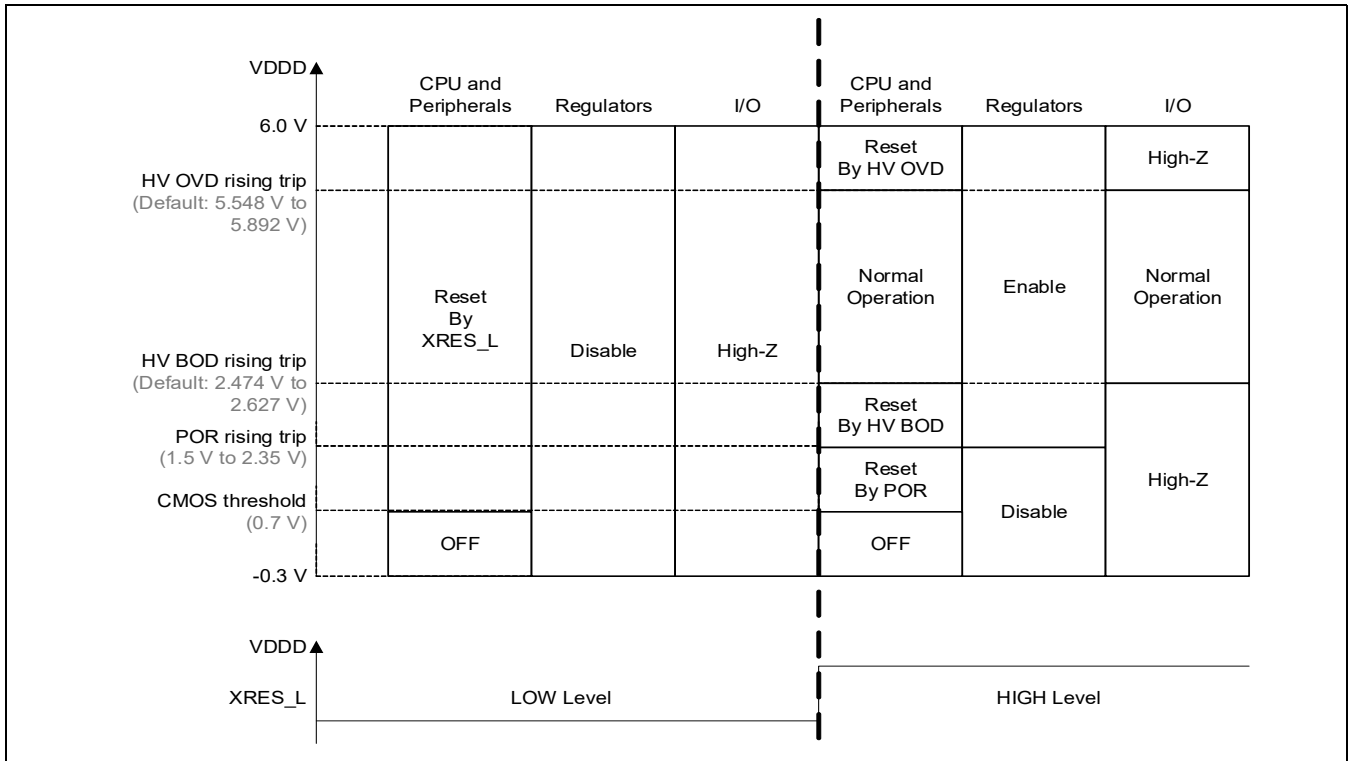 VDDD
CPU and
Peripherals
Regulators
I/O
CPU and
Peripherals
Regulators
I/O
6.0 V
Reset
By HV OVD
High-Z
HV OVD rising trip
(Default: 5.548 V to
5.892 V)
Reset
By
XRES_L
Disable
High-Z
Normal
Operation
Enable
Normal
Operation
HV BOD rising trip
(Default: 2.474 V to
2.627 V)
Reset
By HV BOD
POR rising trip
(1.5 V to 2.35 V)
Reset
By POR
Disable
High-Z
CMOS threshold
(0.7 V)
OFF
OFF
-0.3 V
VDDD
XRES_L
LOW Level
HIGH Level